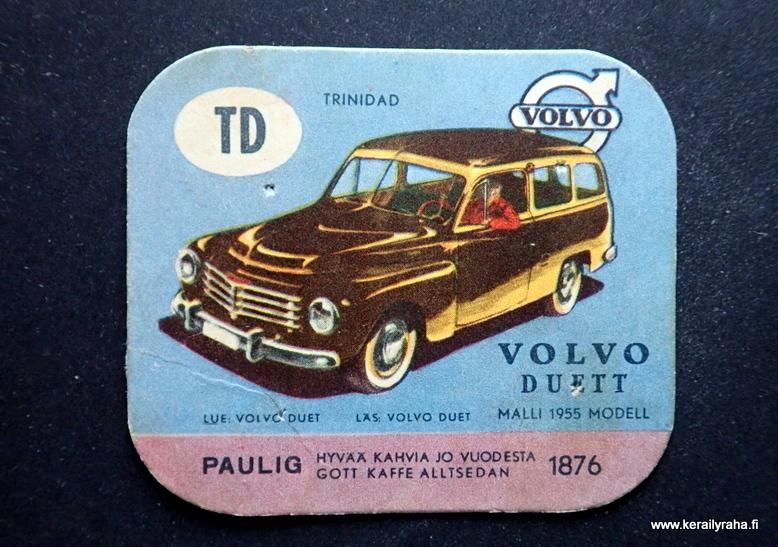 TD
TRINIDAD
VOLVO
VOLVO
DUETT
LUE: VOLVO DUET LÄS: VOLVO DUET MALLI 1955 MODELL
PAULIG HYVÄÄ KAHVIA JO VUODESTA 1876
GOTT KAFFE ALLTSEDAN
www.kerailyraha.fi